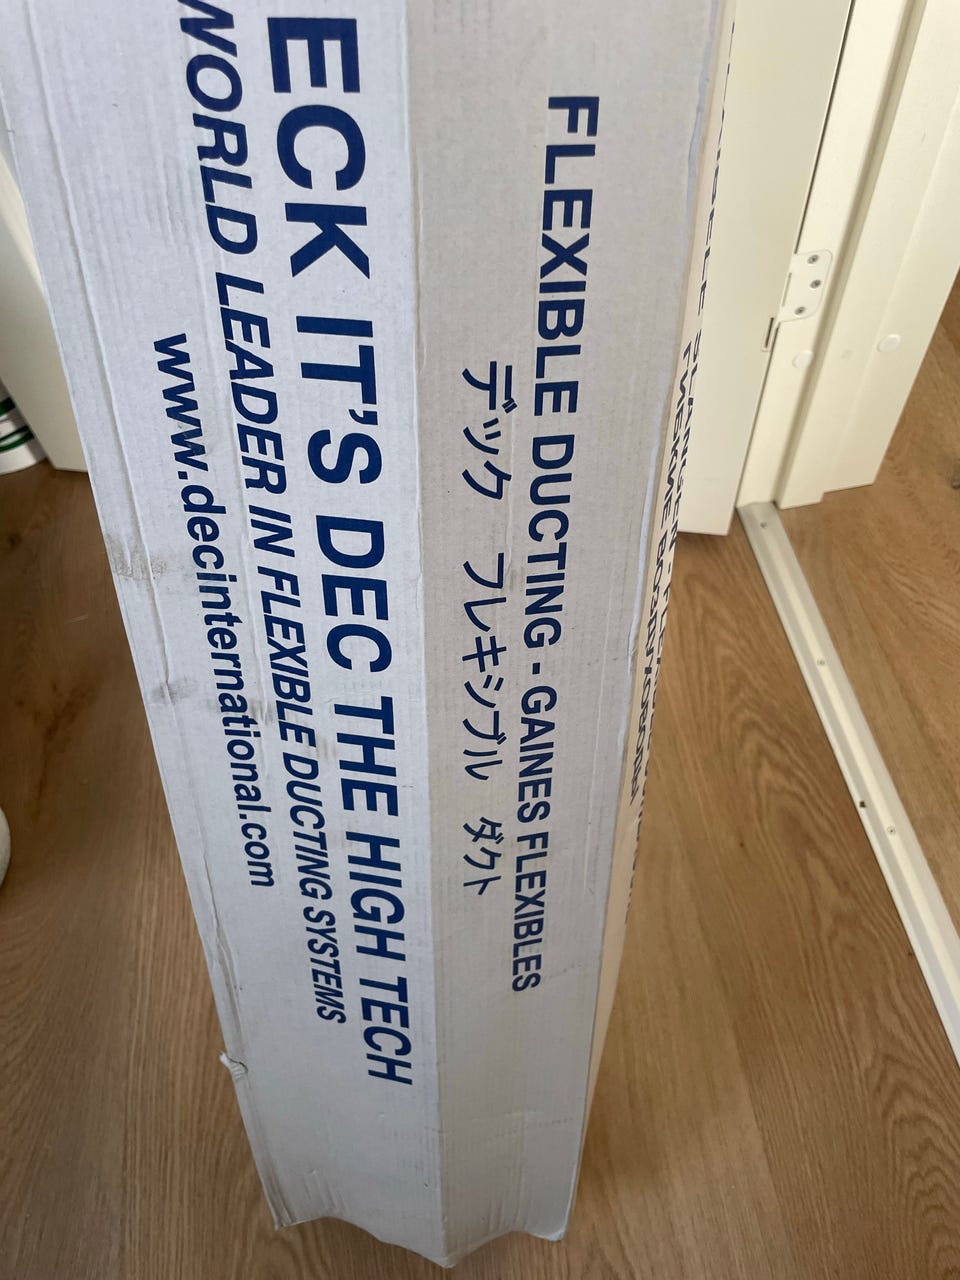 ECK IT'S DEC THE HIGH TECH
WORLD LEADER IN FLEXIBLE DUCTING SYSTEMS
www.decinternational.com
FLEXIBLE DUCTING - GAINES FLEXIBLES
デック フレキシブル ダクト